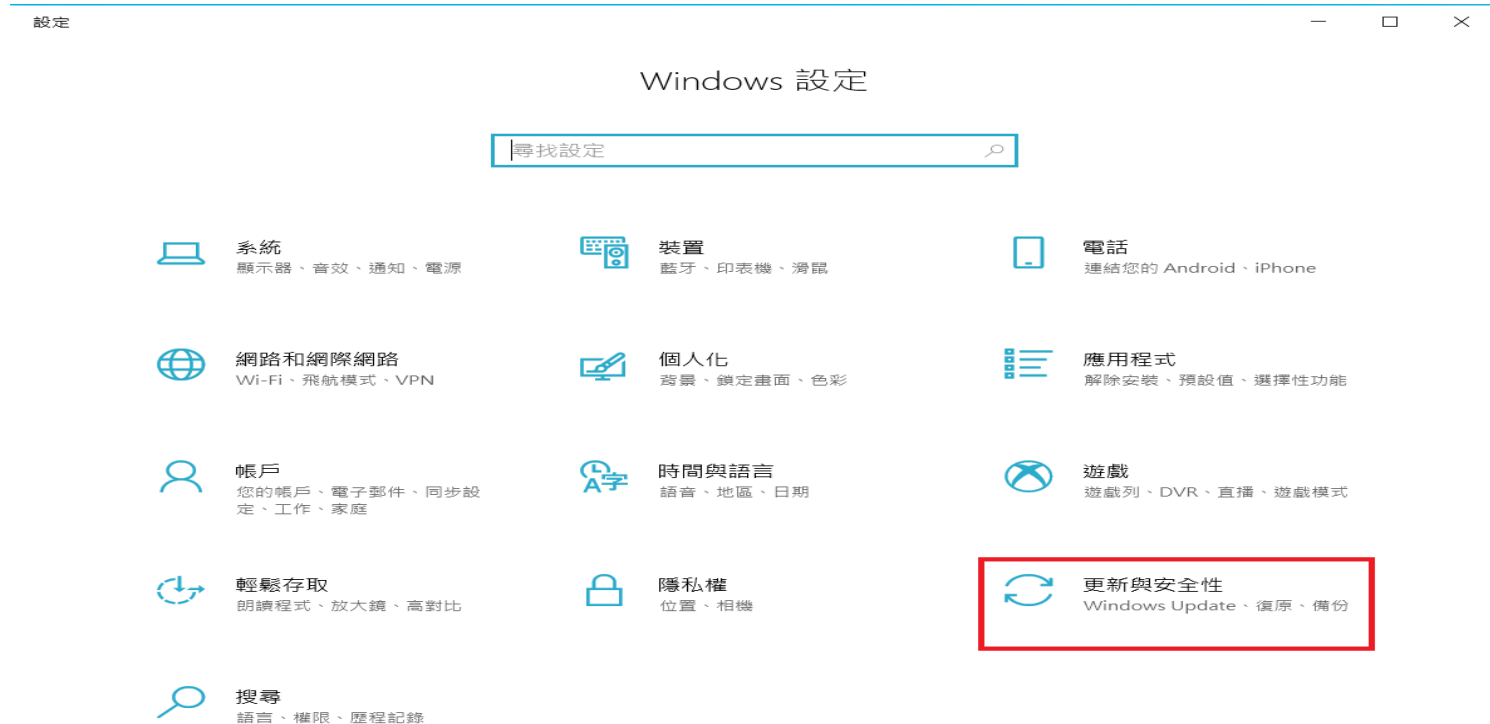 設定
Windows 設定
尋找設定
系統
顯示器、音效、通知、電源
裝置
藍牙、印表機、滑鼠
電話
連結您的 Android、iPhone
網路和網際網路
Wi-Fi、飛航模式、VPN
個人化
背景、鎖定畫面、色彩
應用程式
解除安裝、預設值、選擇性功能
帳戶
您的帳戶、電子郵件、同步設
定、工作、家庭
時間與語言
語音、地區、日期
遊戲
遊戲列、DVR、直播、遊戲模式
輕鬆存取
朗讀程式、放大鏡、高對比
隱私權
位置、相機
更新與安全性
Windows Update、復原、備份
搜尋
語言、權限、歷程記錄